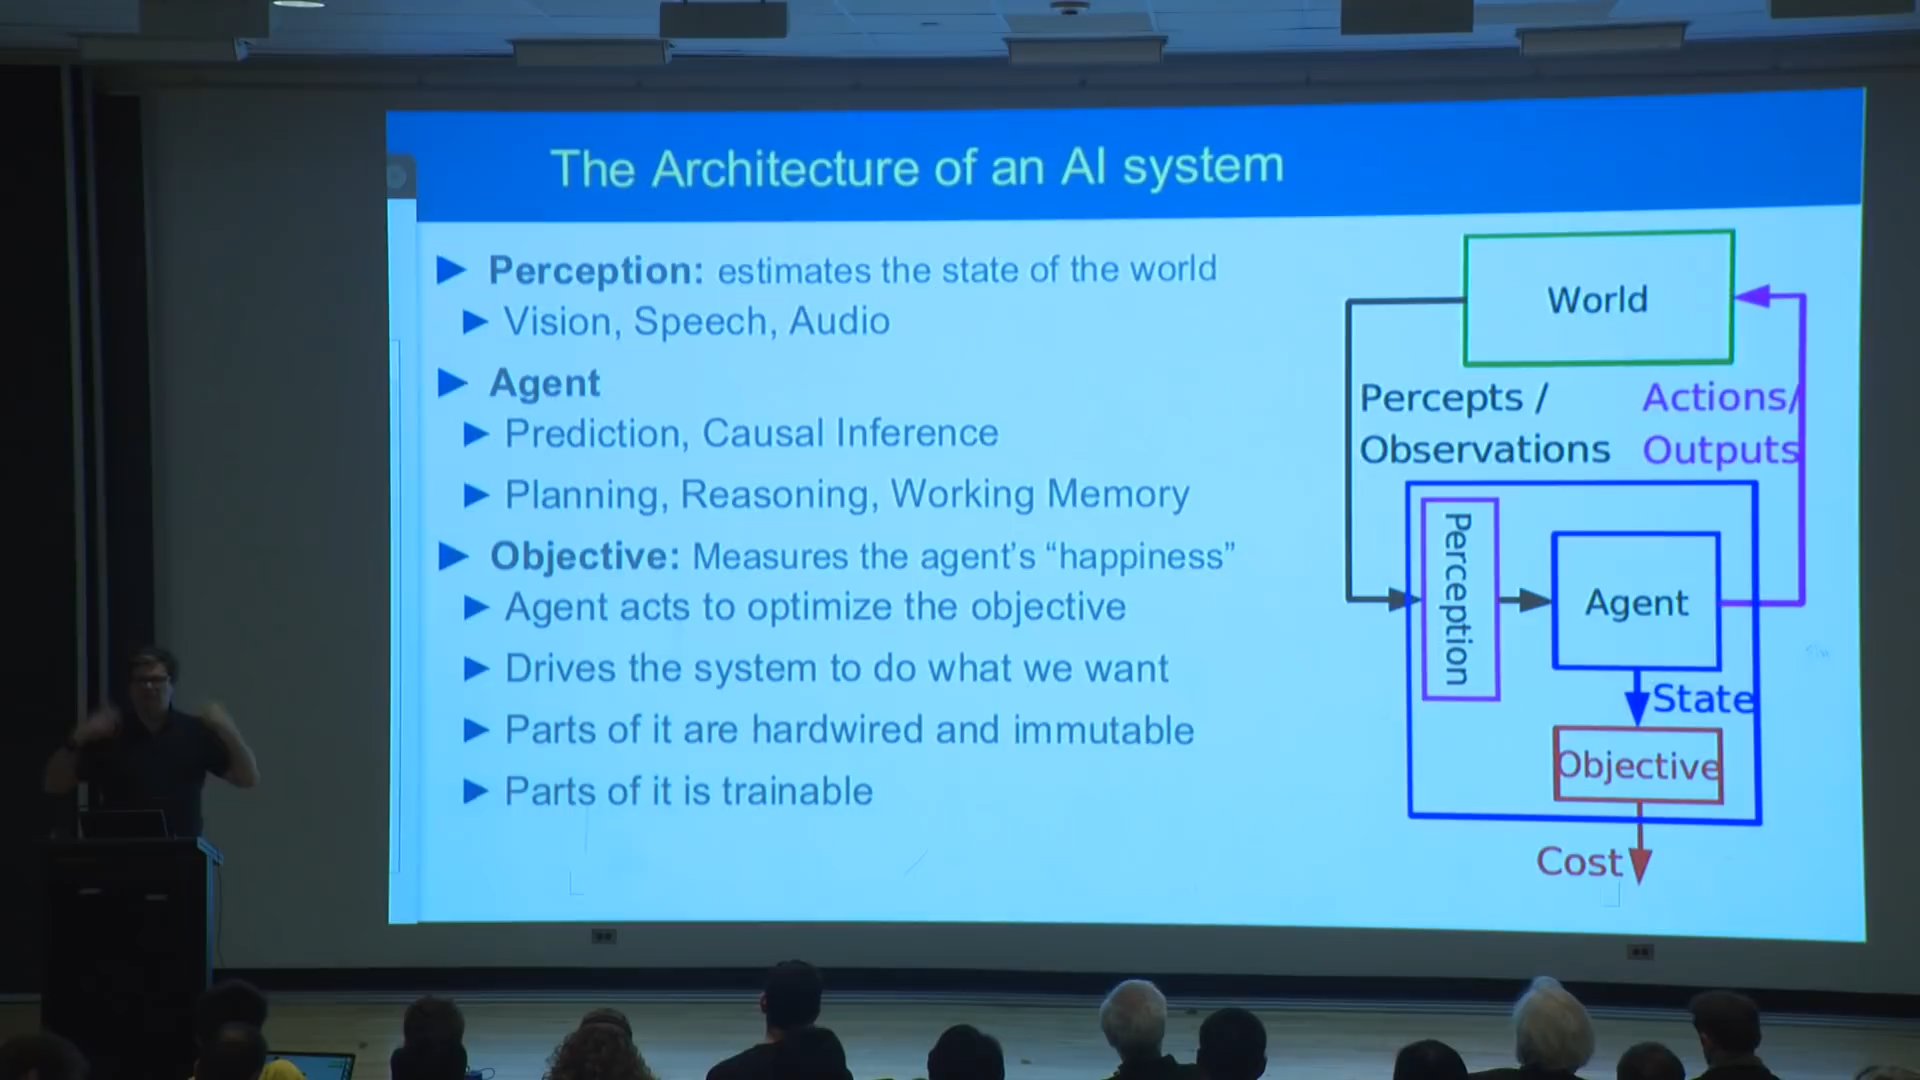 The Architecture of an AI system
Perception: estimates the state of the world
Vision, Speech, Audio
Agent
Prediction, Causal Inference
Planning, Reasoning, Working Memory
Objective: Measures the agent’s “happiness”
Agent acts to optimize the objective
Drives the system to do what we want
Parts of it are hardwired and immutable
Parts of it is trainable
World
Percepts /
Observations
Actions/
Outputs
Perception
Agent
State
Objective
Cost